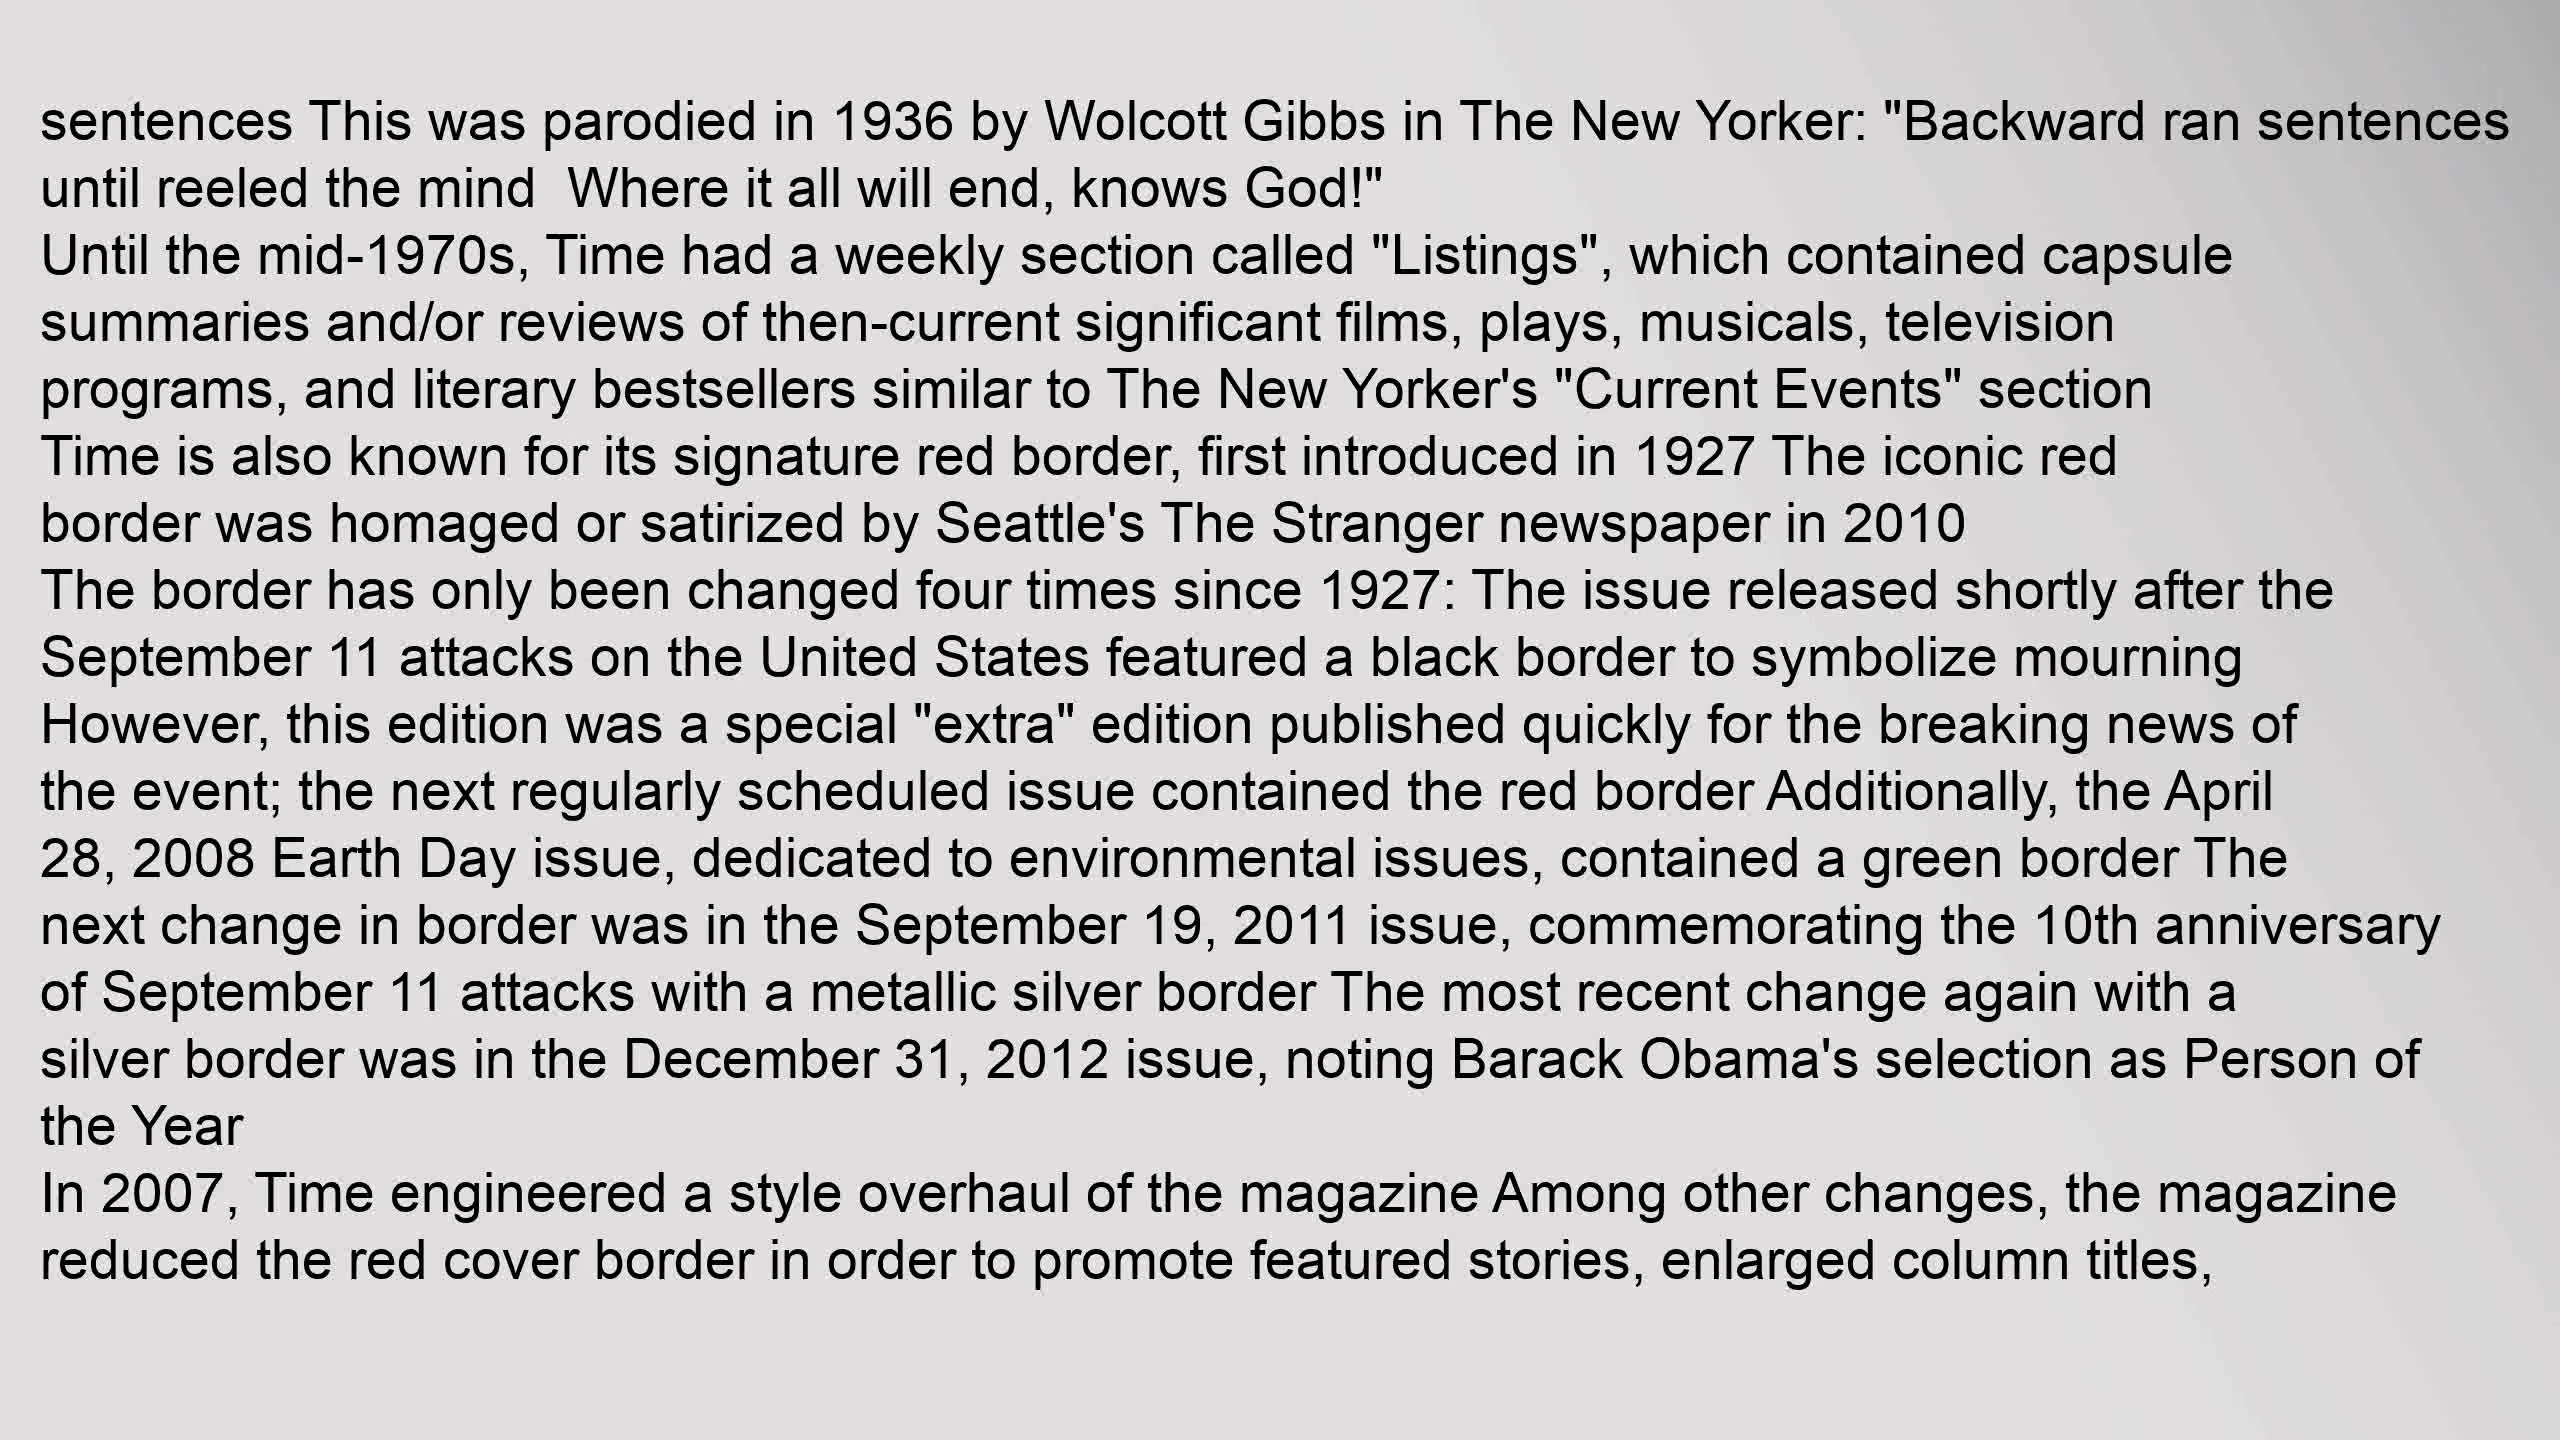 sentences This was parodied in 1936 by Wolcott Gibbs in The New Yorker: "Backward ran sentences
until reeled the mind  Where it all will end, knows God!"
Until the mid-1970s, Time had a weekly section called "Listings", which contained capsule
summaries and/or reviews of then-current significant films, plays, musicals, television
programs, and literary bestsellers similar to The New Yorker's "Current Events" section
Time is also known for its signature red border, first introduced in 1927 The iconic red
border was homaged or satirized by Seattle's The Stranger newspaper in 2010
The border has only been changed four times since 1927: The issue released shortly after the
September 11 attacks on the United States featured a black border to symbolize mourning
However, this edition was a special "extra" edition published quickly for the breaking news of
the event; the next regularly scheduled issue contained the red border Additionally, the April
28, 2008 Earth Day issue, dedicated to environmental issues, contained a green border The
next change in border was in the September 19, 2011 issue, commemorating the 10th anniversary
of September 11 attacks with a metallic silver border The most recent change again with a
silver border was in the December 31, 2012 issue, noting Barack Obama's selection as Person of
the Year
In 2007, Time engineered a style overhaul of the magazine Among other changes, the magazine
reduced the red cover border in order to promote featured stories, enlarged column titles,